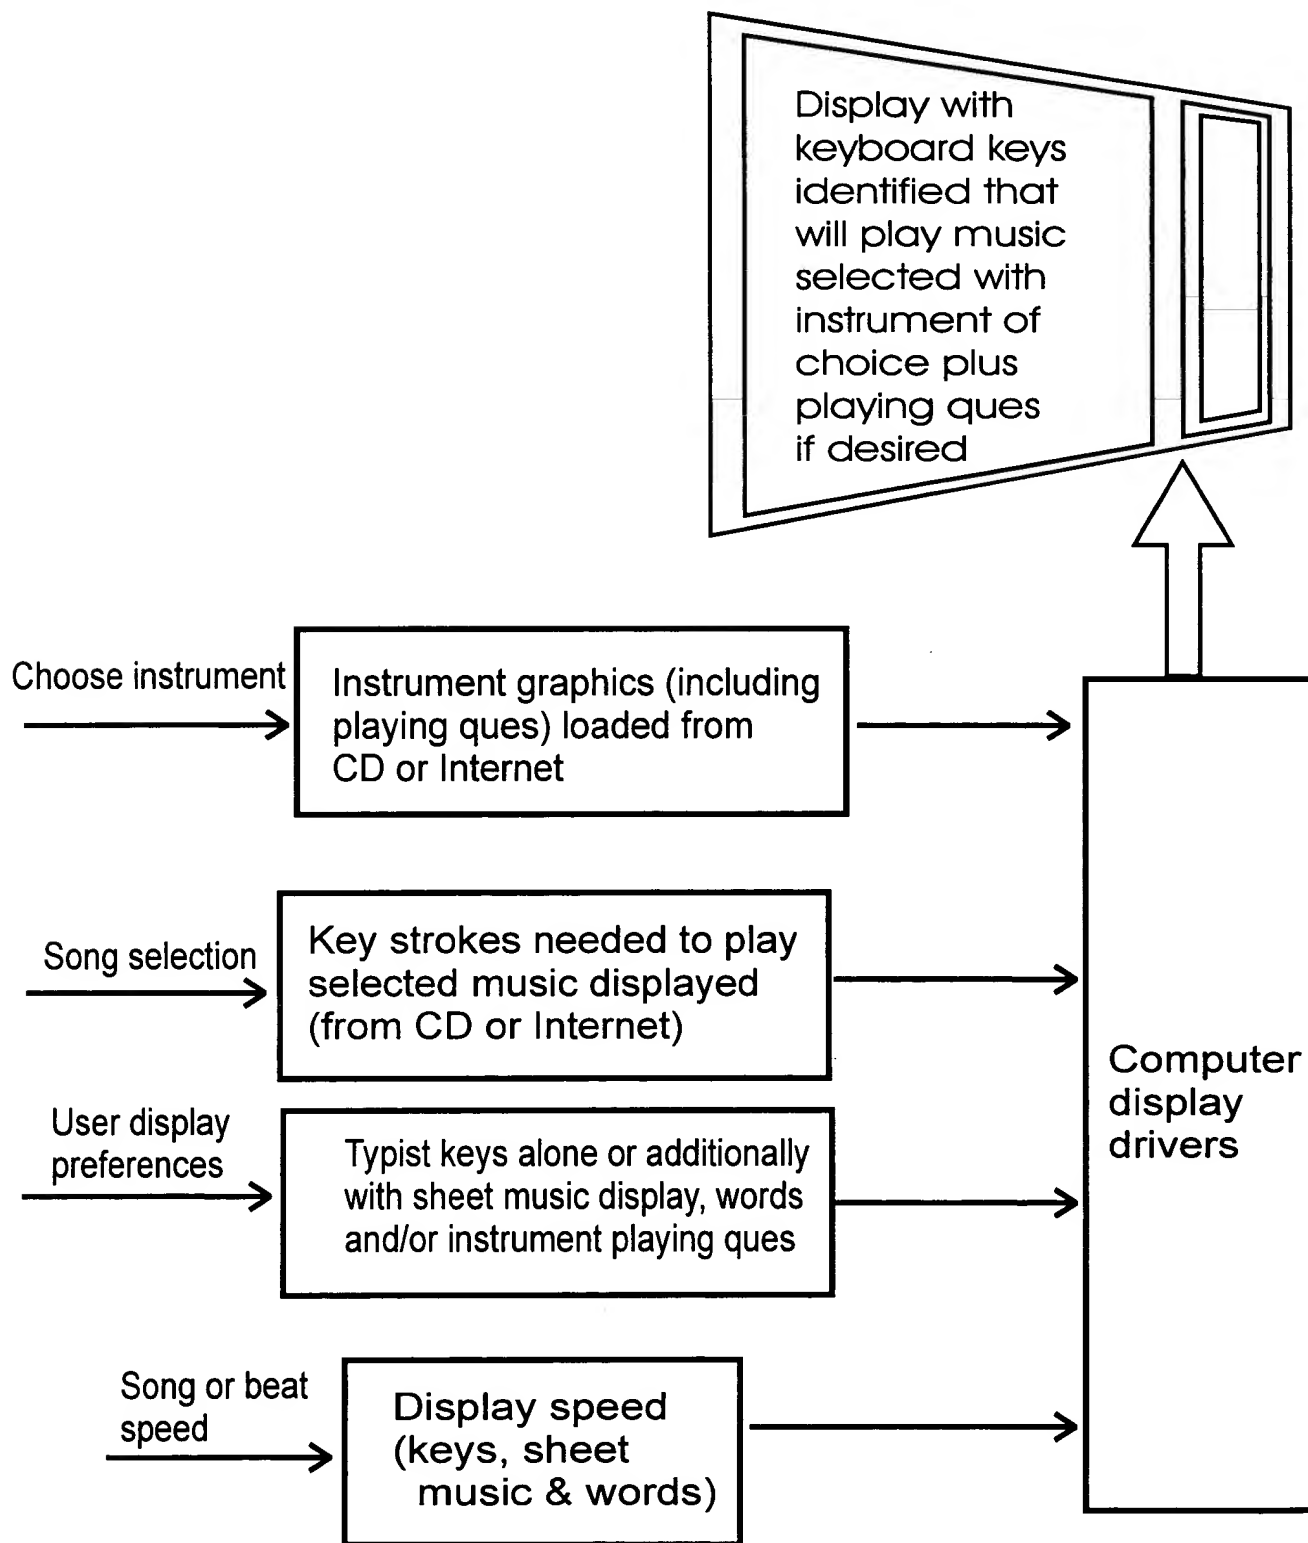 Display with
keyboard keys
identified that
will play music
selected with
instrument of
choice plus
playing ques
if desired
Choose instrument
Instrument graphics (including
playing ques) loaded from
CD or Internet
Song selection
Key strokes needed to play
selected music displayed
(from CD or Internet)
User display
preferences
Typist keys alone or additionally
with sheet music display, words
and/or instrument playing ques
Song or beat
speed
Display speed
(keys, sheet
music & words)
Computer
display
drivers